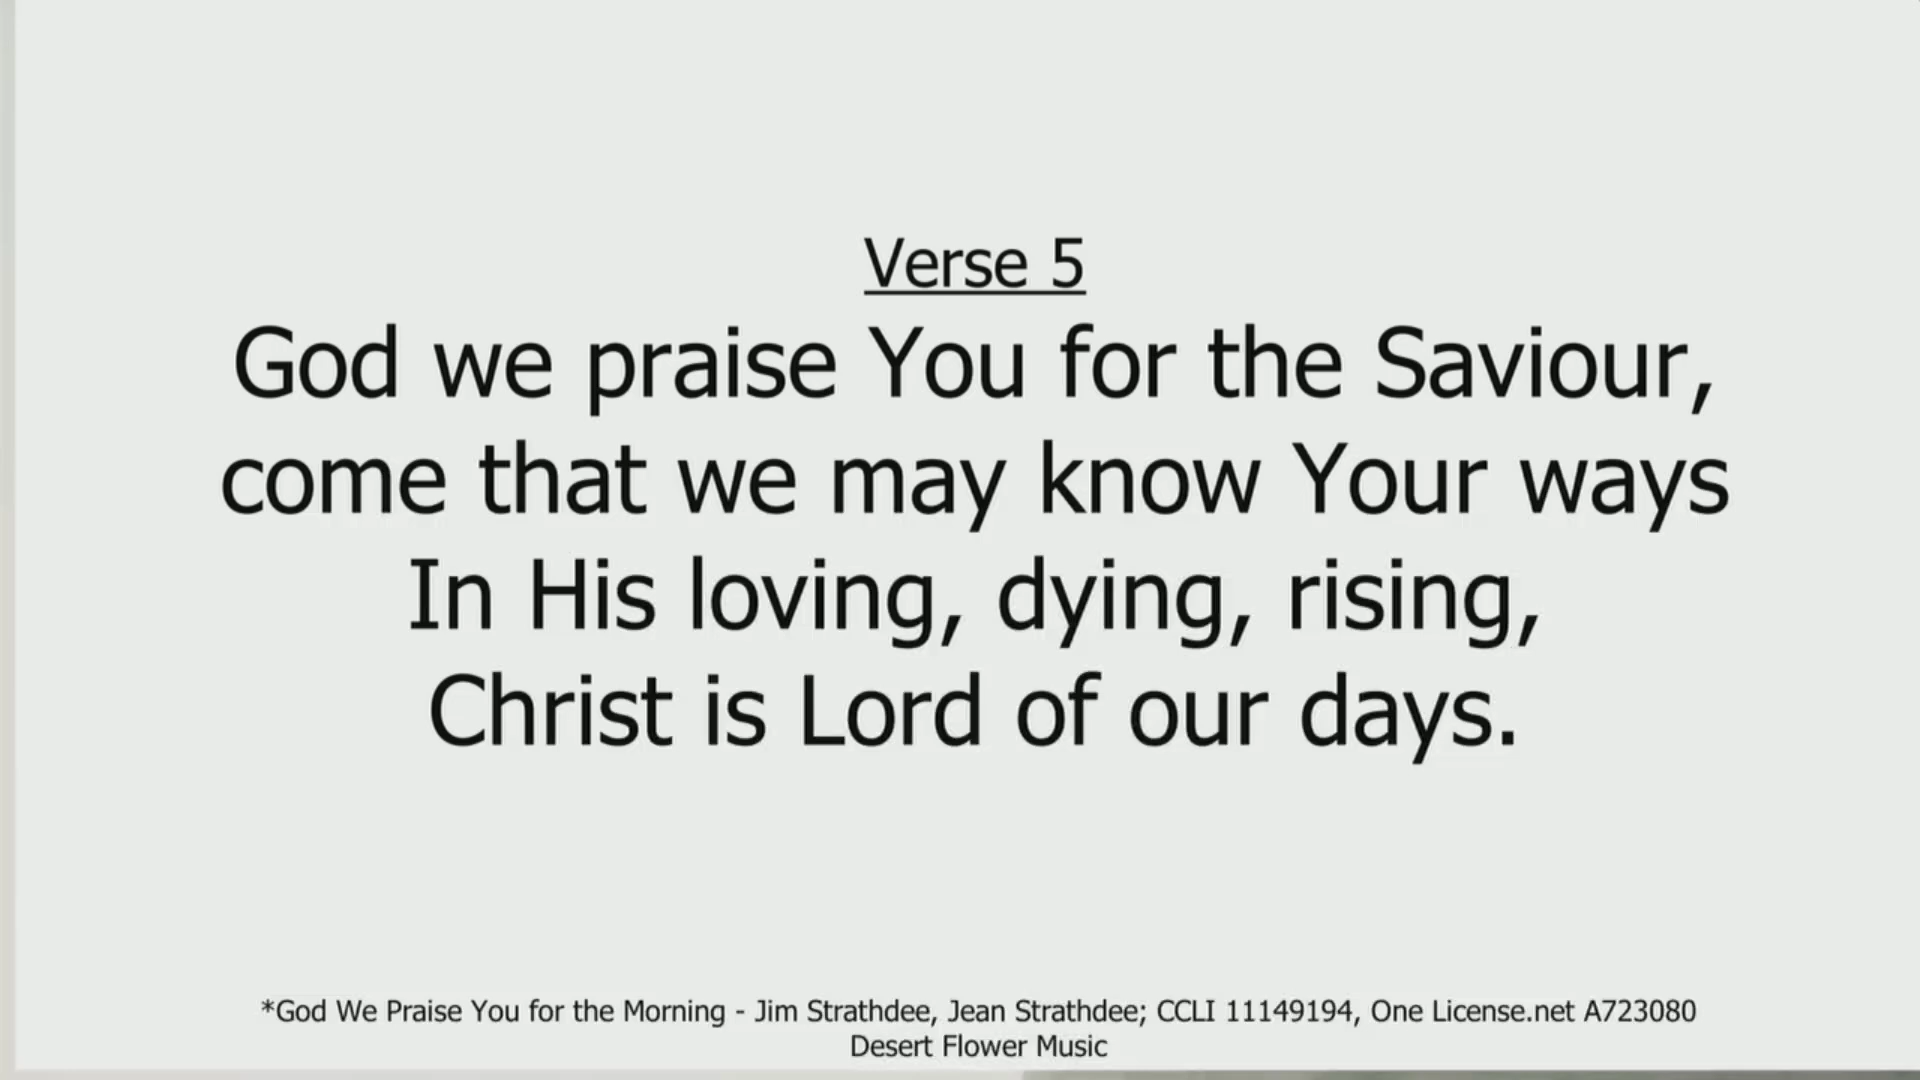 Verse 5
God we praise You for the Saviour,
come that we may know Your ways
In His loving, dying, rising,
Christ is Lord of our days.
*God We Praise You for the Morning - Jim Strathdee, Jean Strathdee; CCLI 11149194, One License.net A723080
Desert Flower Music